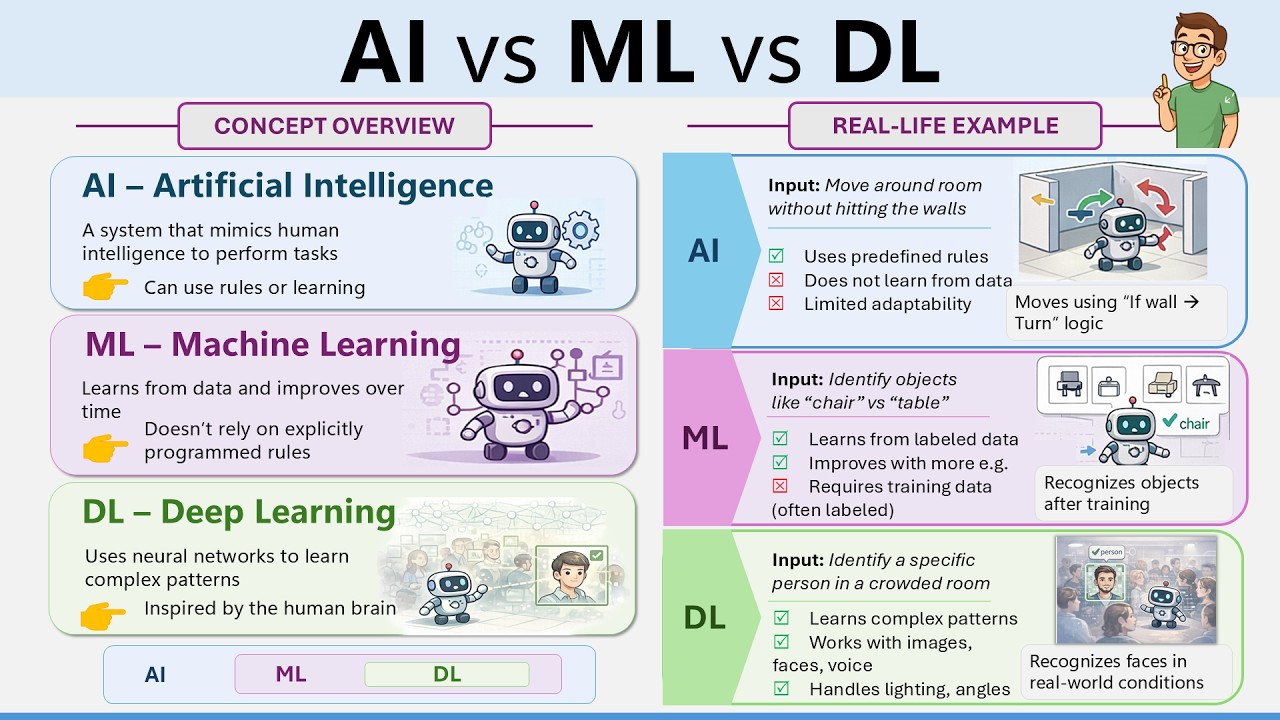 AI vs ML vs DL
CONCEPT OVERVIEW
AI – Artificial Intelligence
A system that mimics human
intelligence to perform tasks
Can use rules or learning
ML – Machine Learning
Learns from data and improves over
time
Doesn’t rely on explicitly
programmed rules
DL – Deep Learning
Uses neural networks to learn
complex patterns
Inspired by the human brain
AI ML DL
REAL-LIFE EXAMPLE
AI
Input: Move around room
without hitting the walls
Uses predefined rules
Does not learn from data
Limited adaptability
Moves using “If wall →
Turn” logic
ML
Input: Identify objects
like “chair” vs “table”
Learns from labeled data
Improves with more e.g.
Requires training data
(often labeled)
chair
Recognizes objects
after training
DL
Input: Identify a specific
person in a crowded room
Learns complex patterns
Works with images,
faces, voice
Handles lighting, angles
person
Recognizes faces in
real-world conditions